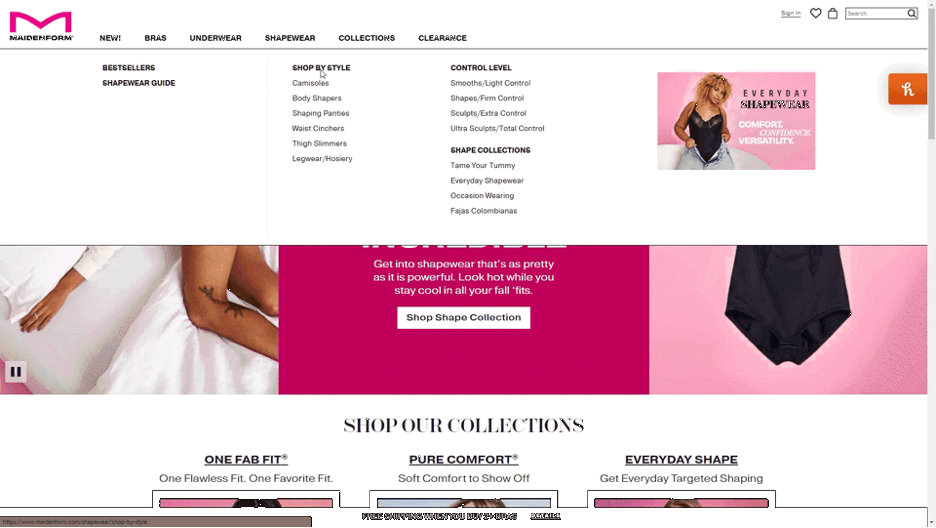 MAIDENFORM
Sign in
Search
NEW!
BRAS
UNDERWEAR
SHAPEWEAR
COLLECTIONS
CLEARANCE
BESTSELLERS
SHAPEWEAR GUIDE
SHOP BY STYLE
Camisoles
Body Shapers
Shaping Panties
Waist Cinchers
Thigh Slimmers
Legwear/Hosiery
CONTROL LEVEL
Smooths/Light Control
Shapes/Firm Control
Sculpts/Extra Control
Ultra Sculpts/Total Control
SHAPE COLLECTIONS
Tame Your Tummy
Everyday Shapewear
Occasion Wearing
Fajas Colombianas
EVERYDAY
SHAPEWEAR
COMFORT.
CONFIDENCE
VERSATILITY.
h
INCREDIBLE
Get into shapewear that's as pretty
as it is powerful. Look hot while you
stay cool in all your fall 'fits.
Shop Shape Collection
SHOP OUR COLLECTIONS
ONE FAB FIT®
One Flawless Fit. One Favorite Fit.
PURE COMFORT®
Soft Comfort to Show Off
EVERYDAY SHAPE
Get Everyday Targeted Shaping
https://www.maidenform.com/shapewear/shop-by-style
FREE SHIPPING WHEN YOU BUY 3+ BRAS
DETAILS